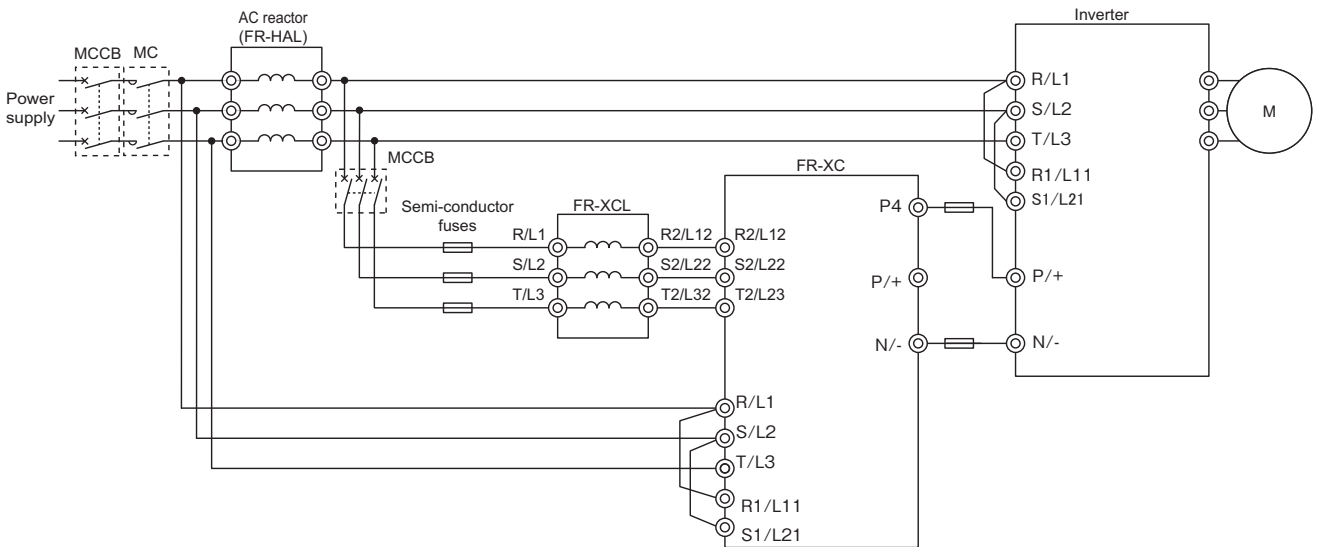 AC reactor
(FR-HAL)
Inverter
MCCB
MC
Power
supply
R/L1
S/L2
T/L3
M
MCCB
FR-XC
R1/L11
S1/L21
Semi-conductor
fuses
FR-XCL
P4
R/L1
R2/L12
R2/L12
S/L2
S2/L22
S2/L22
P/+
P/+
T/L3
T2/L32
T2/L23
N/-
N/-
R/L1
S/L2
T/L3
R1/L11
S1/L21